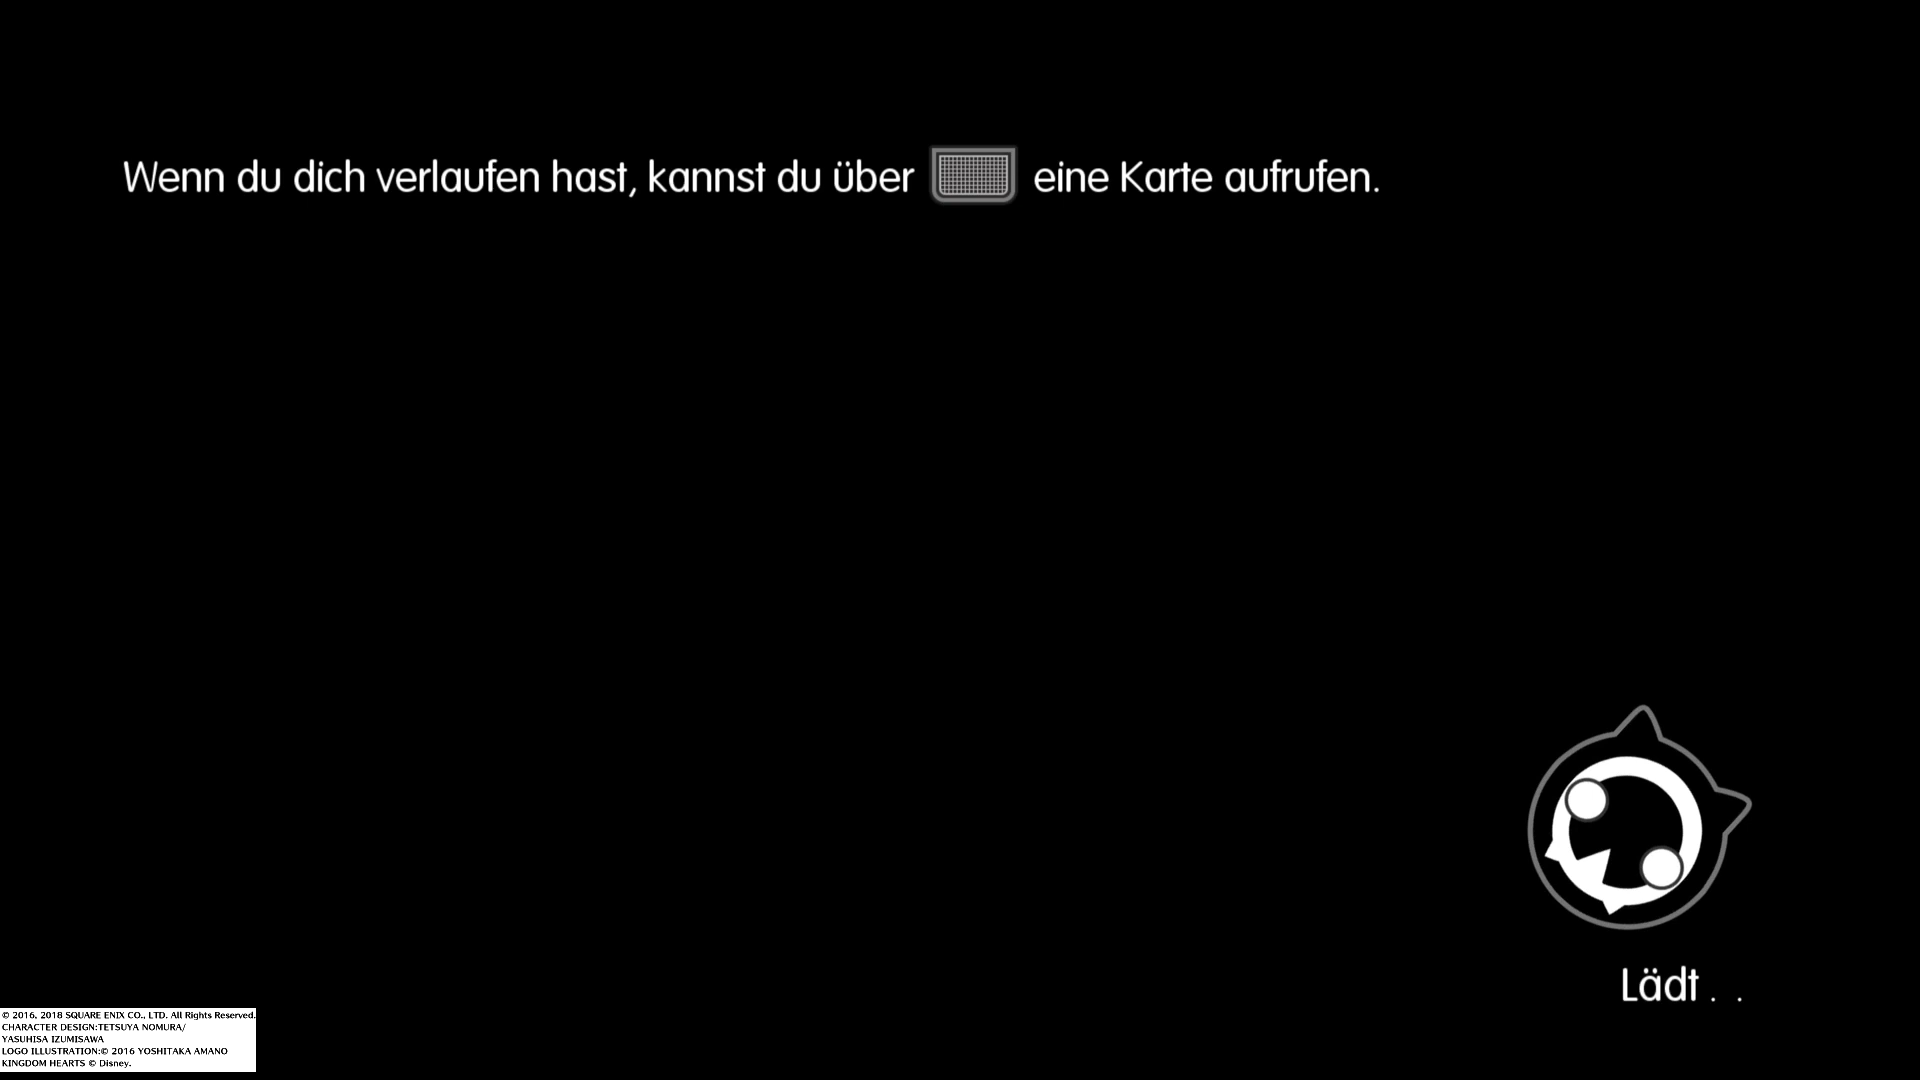 Wenn du dich verlaufen hast, kannst du über eine Karte aufrufen.
Lädt . .
© 2016, 2018 SQUARE ENIX CO., LTD. All Rights Reserved.
CHARACTER DESIGN:TETSUYA NOMURA/
YASUHISA IZUMISAWA
LOGO ILLUSTRATION:© 2016 YOSHITAKA AMANO
KINGDOM HEARTS © Disney.